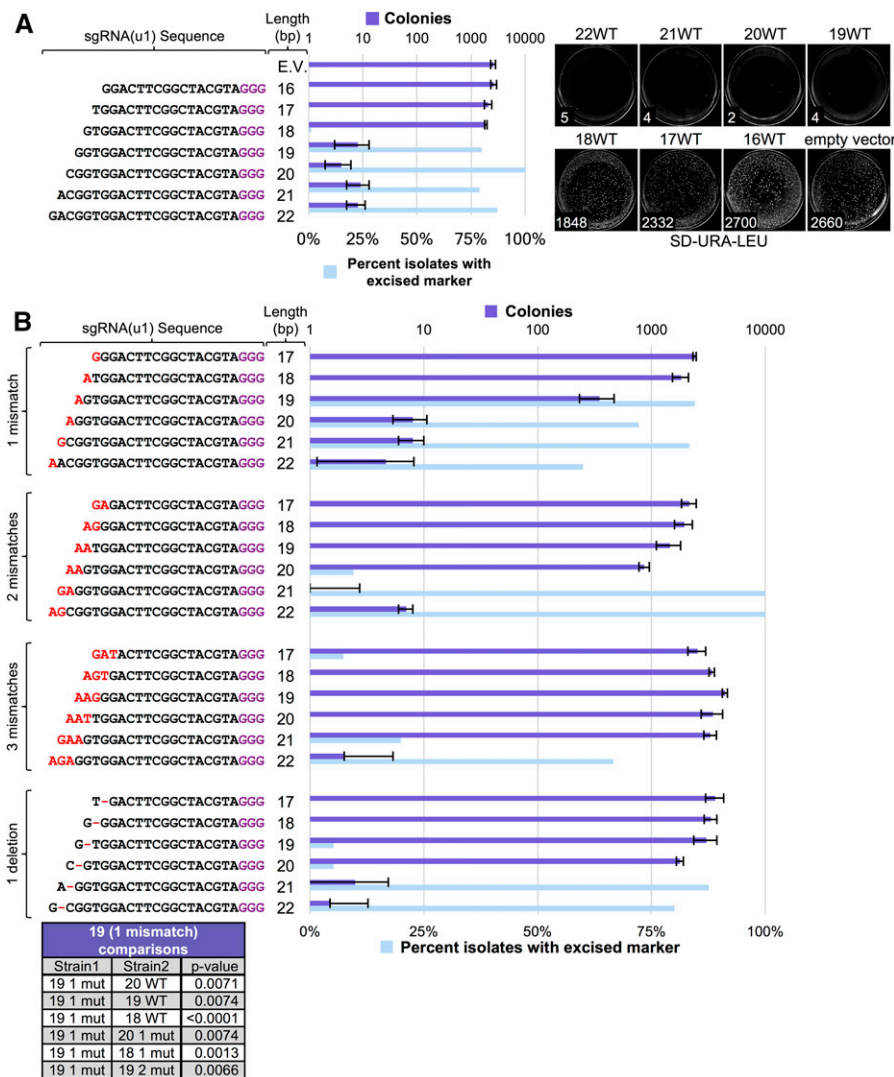 A
sgRNA(u1) Sequence
Length
(bp)
Colonies
1 10 100 1000 10000
E.V.
GGACTTCGGCTACGTAGGG 16
TGGACTTCGGCTACGTAGGG 17
GTGGACTTCGGCTACGTAGGG 18
GGTGGACTTCGGCTACGTAGGG 19
CGGTGGACTTCGGCTACGTAGGG 20
ACGGTGGACTTCGGCTACGTAGGG 21
GACGGTGGACTTCGGCTACGTAGGG 22
0% 25% 50% 75% 100%
Percent isolates with
excised marker
22WT 21WT 20WT 19WT
5 4 2 4
18WT 17WT 16WT empty vector
1848 2332 2700 2660
SD-URA-LEU
B
sgRNA(u1) Sequence
Length
(bp)
Colonies
1 10 100 1000 10000
1 mismatch
GGGACTTCGGCTACGTAGGG 17
ATGGACTTCGGCTACGTAGGG 18
AGTGGACTTCGGCTACGTAGGG 19
AGGTGGACTTCGGCTACGTAGGG 20
GCGGTGGACTTCGGCTACGTAGGG 21
AACGGTGGACTTCGGCTACGTAGGG 22
2 mismatches
GAGACTTCGGCTACGTAGGG 17
AGGGACTTCGGCTACGTAGGG 18
AATGGACTTCGGCTACGTAGGG 19
AAGTGGACTTCGGCTACGTAGGG 20
GAGGTGGACTTCGGCTACGTAGGG 21
AGCGGTGGACTTCGGCTACGTAGGG 22
3 mismatches
GATACTTCGGCTACGTAGGG 17
AGTGACTTCGGCTACGTAGGG 18
AAGGGACTTCGGCTACGTAGGG 19
AATTGGACTTCGGCTACGTAGGG 20
GAAGTGGACTTCGGCTACGTAGGG 21
AGAGGTGGACTTCGGCTACGTAGGG 22
1 deletion
T-GACTTCGGCTACGTAGGG 17
G-GGACTTCGGCTACGTAGGG 18
G-TGGACTTCGGCTACGTAGGG 19
C-GTGGACTTCGGCTACGTAGGG 20
A-GGTGGACTTCGGCTACGTAGGG 21
G-CGGTGGACTTCGGCTACGTAGGG 22
0% 25% 50% 75% 100%
Percent isolates with excised marker
19 (1 mismatch)
comparisons
Strain1 Strain2 p-value
19 1 mut 20 WT 0.0071
19 1 mut 19 WT 0.0074
19 1 mut 18 WT <0.0001
19 1 mut 20 1 mut 0.0074
19 1 mut 18 1 mut 0.0013
19 1 mut 19 2 mut 0.0066